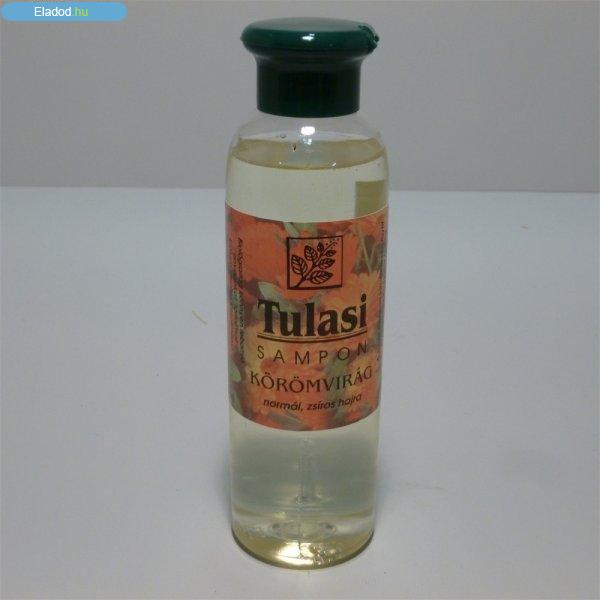 Eladod.hu
Tulasi
SAMPON
KÖRÖMVIRÁG
normál, zsíros hajra